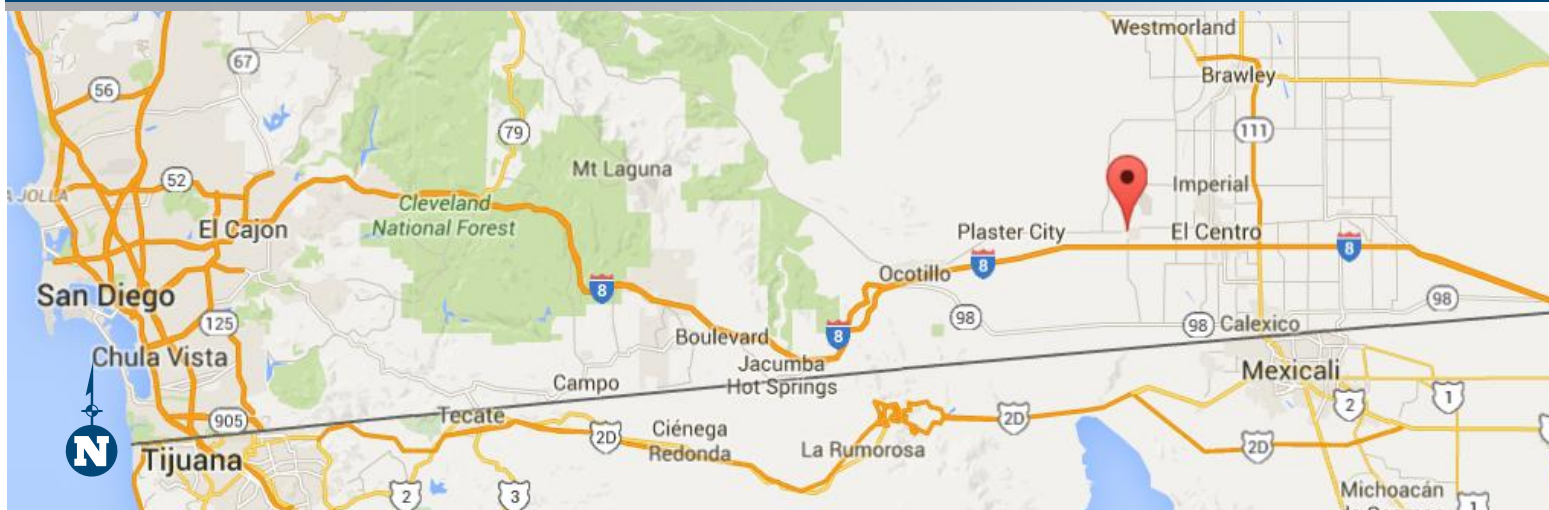 Westmorland
67
56
Brawley
79
111
Mt Laguna
52
A JOLLA
Imperial
Cleveland
National Forest
El Cajon
Plaster City
El Centro
8
8
Ocotillo
8
San Diego
98
98
98
125
Boulevard
8
Calexico
Chula Vista
Jacumba
Hot Springs
Mexicali
Campo
1
2
905
Tecate
2D
N
Ciénega
Redonda
2D
La Rumorosa
2D
Tijuana
2
3
Michoacán
1